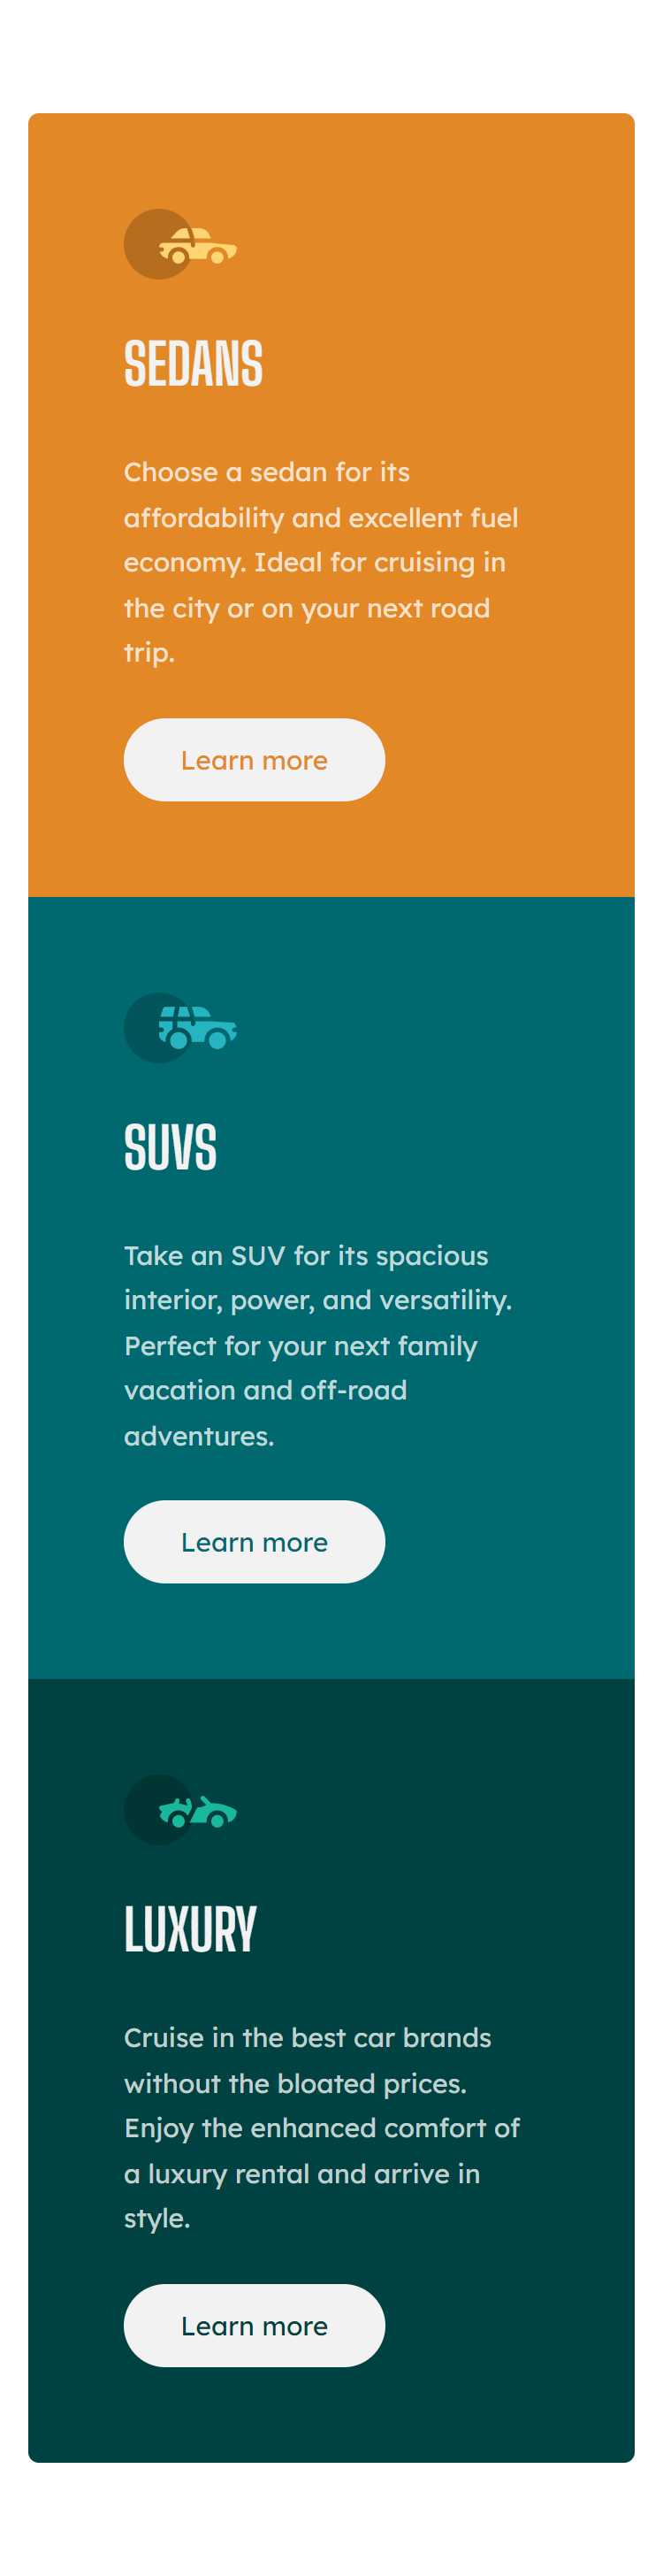 SEDANS
Choose a sedan for its
affordability and excellent fuel
economy. Ideal for cruising in
the city or on your next road
trip.
Learn more
SUVS
Take an SUV for its spacious
interior, power, and versatility.
Perfect for your next family
vacation and off-road
adventures.
Learn more
LUXURY
Cruise in the best car brands
without the bloated prices.
Enjoy the enhanced comfort of
a luxury rental and arrive in
style.
Learn more